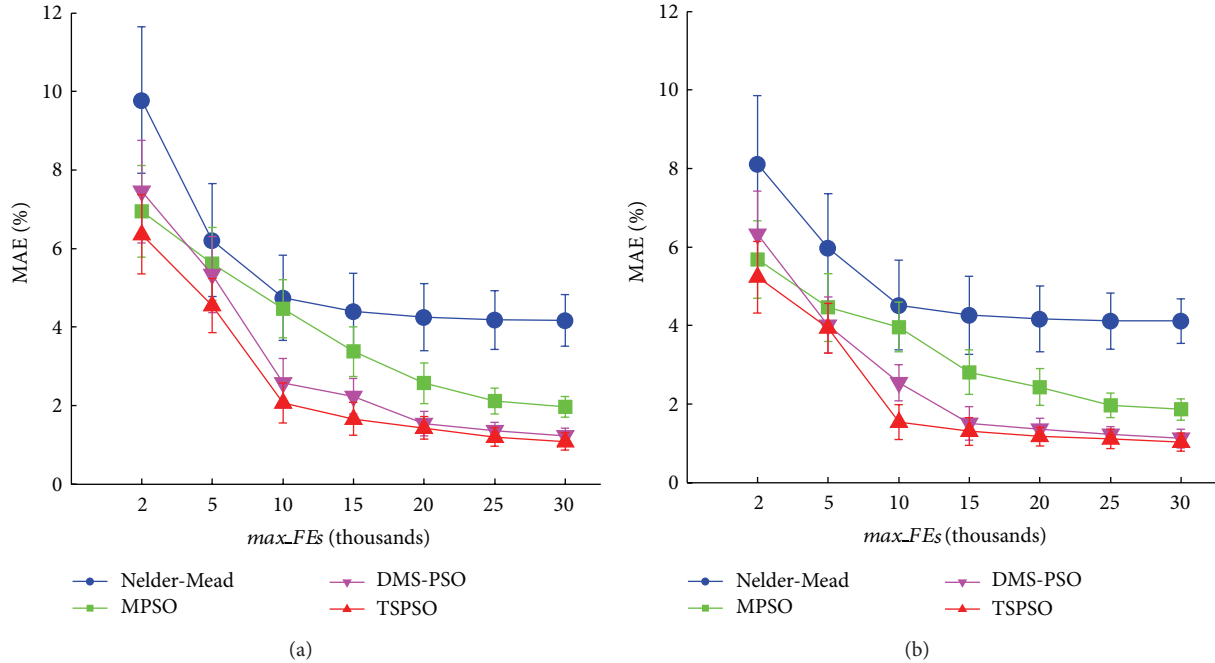 12
10
8
6
4
2
0
MAE (%)
2 5 10 15 20 25 30
max_FEs (thousands)
Nelder-Mead
MPSO
DMS-PSO
TSPSO
(a)
12
10
8
6
4
2
0
MAE (%)
2 5 10 15 20 25 30
max_FEs (thousands)
Nelder-Mead
MPSO
DMS-PSO
TSPSO
(b)